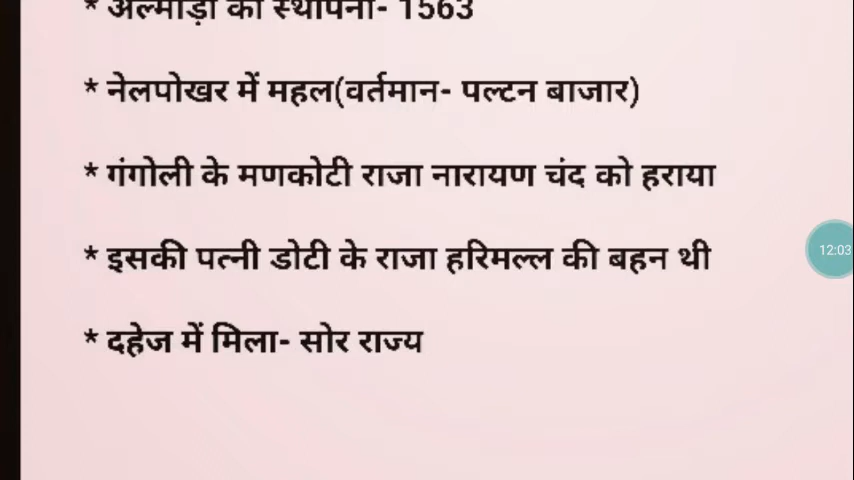 * अल्मोड़ा की स्थापना- 1563
* नेलपोखर में महल(वर्तमान- पल्टन बाजार)
* गंगोली के मणकोटी राजा नारायण चंद को हराया
* इसकी पत्नी डोटी के राजा हरिमल्ल की बहन थी
12:03
* दहेज में मिला- सोर राज्य